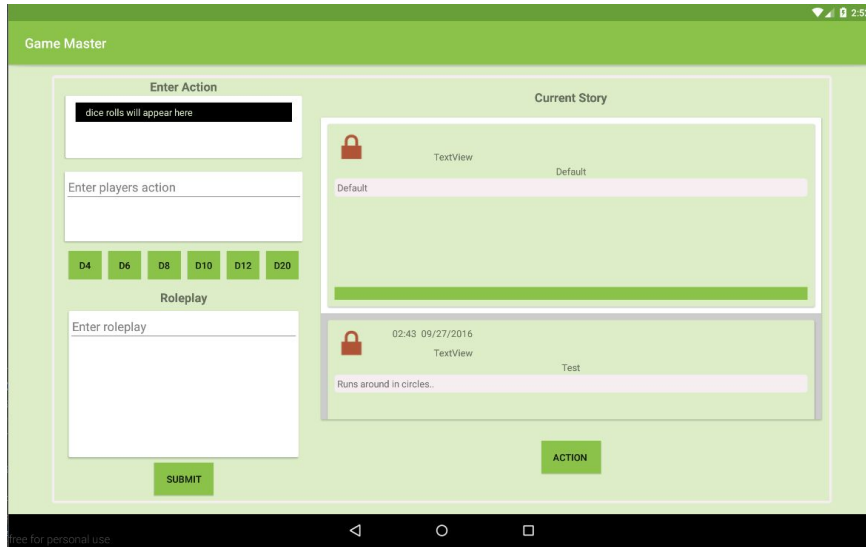 2:5
Game Master
Enter Action
dice rolls will appear here
Enter players action
D4 D6 D8 D10 D12 D20
Roleplay
Enter roleplay
SUBMIT
Current Story
TextView
Default
Default
02:43 09/27/2016
TextView
Test
Runs around in circles..
ACTION
free for personal use